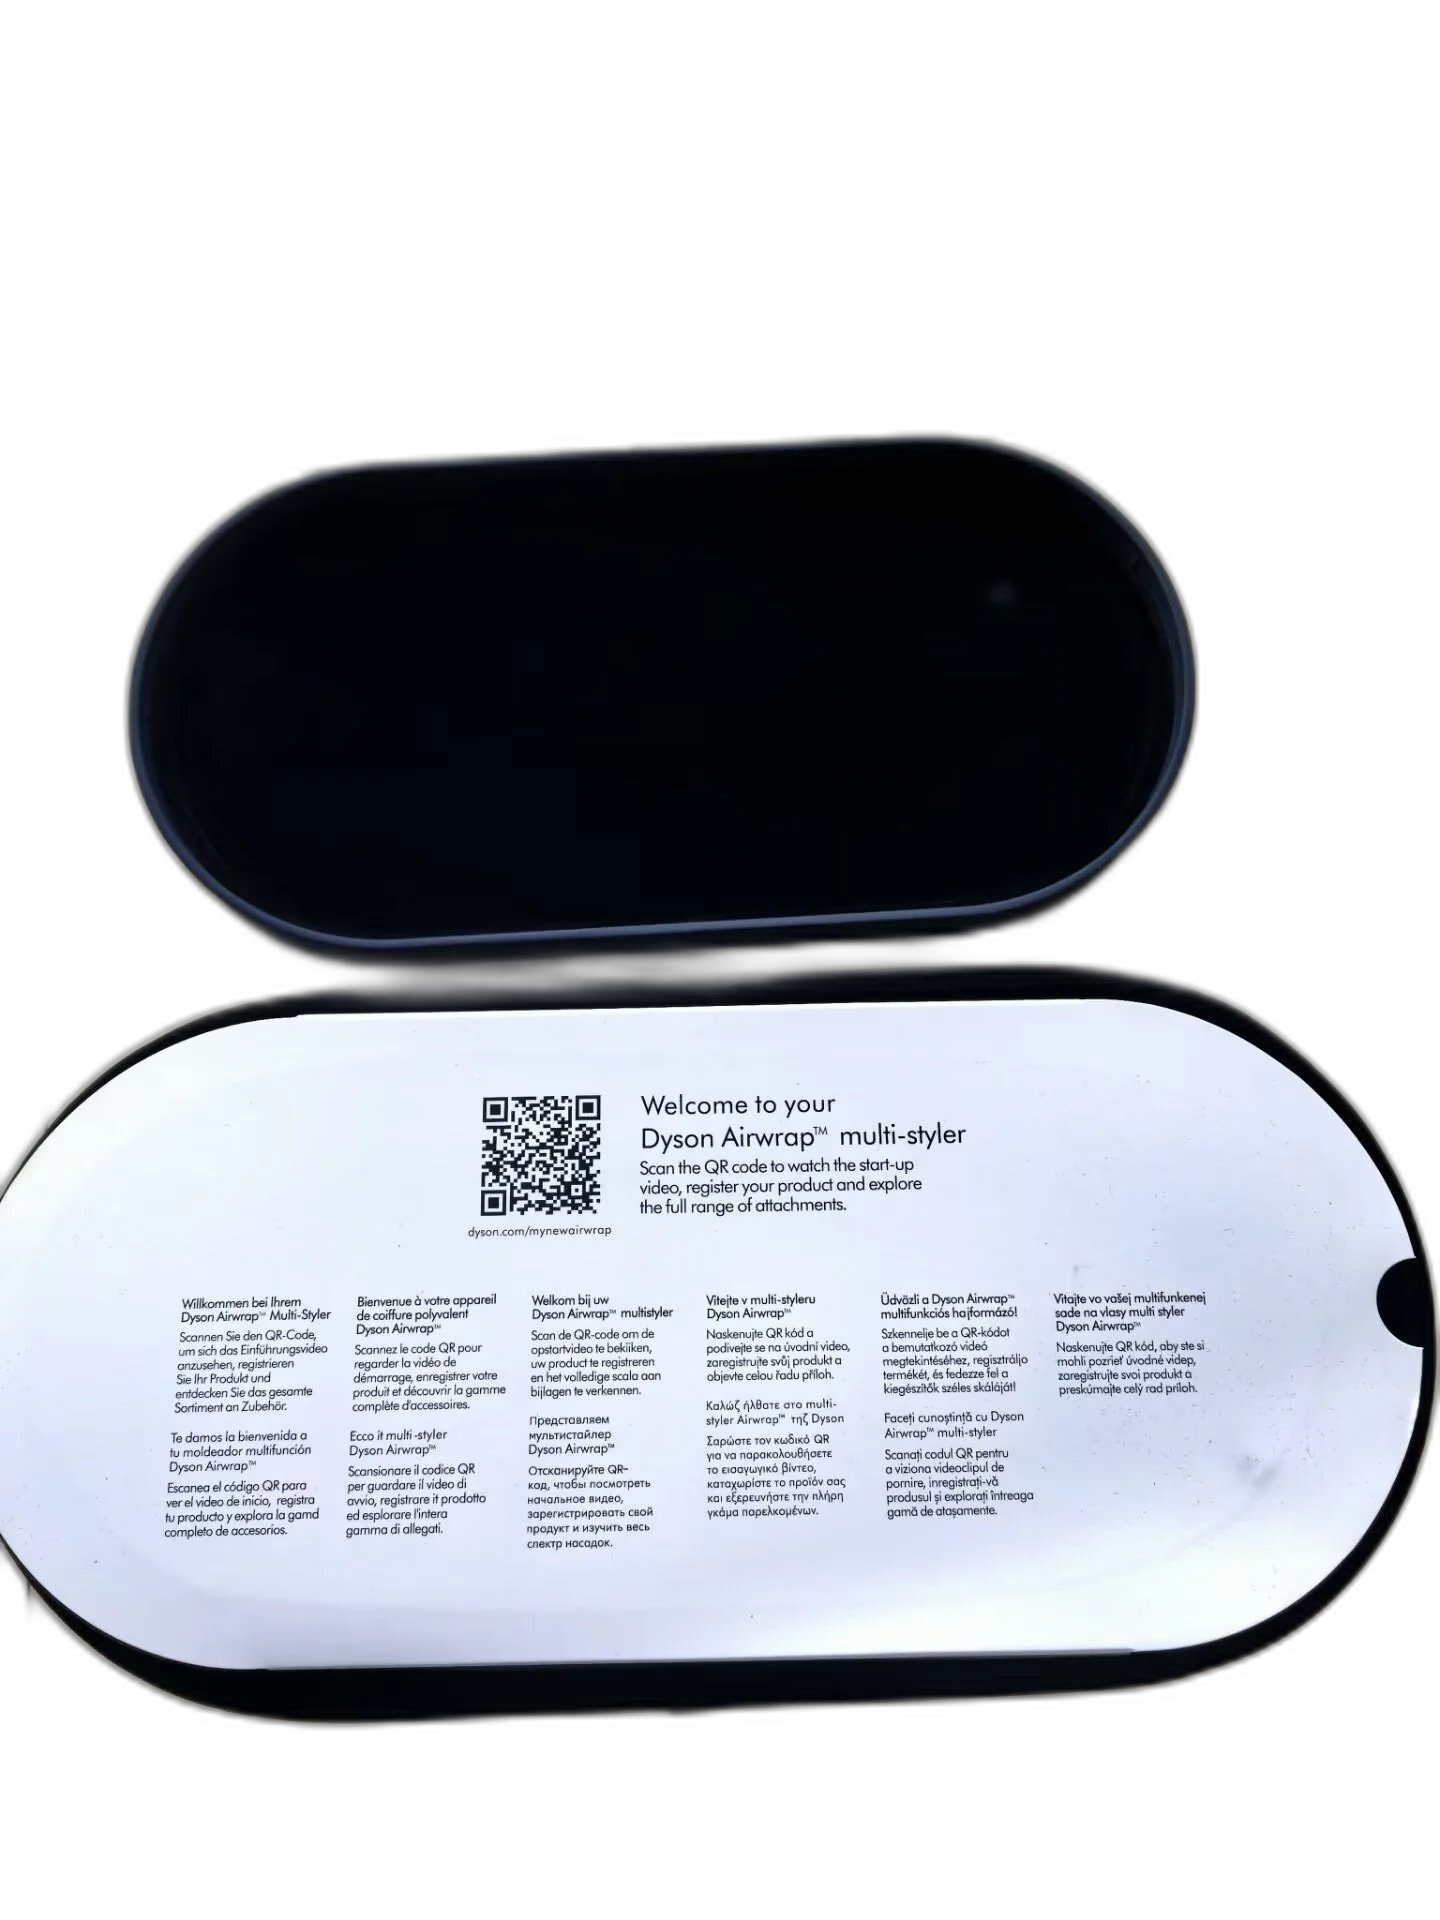 Welcome to your
Dyson Airwrap™ multi-styler
Scan the QR code to watch the start-up
video, register your product and explore
the full range of attachments.
dyson.com/mynewairwrap
Willkommen bei Ihrem
Dyson Airwrap™ Multi-Styler
Scannen Sie den QR-Code,
um sich das Einführungsvideo
anzusehen, registrieren
Sie Ihr Produkt und
entdecken Sie das gesamte
Sortiment an Zubehör.
Te damos la bienvenida a
tu moldeador multifunción
Dyson Airwrap™
Escanea el código QR para
ver el video de inicio, registra
tu producto y explora la gamd
completo de accesorios.
Bienvenue à votre appareil
de coiffure polyvalent
Dyson Airwrap™
Scannez le code QR pour
regarder la vidéo de
démarrage, enregistrer votre
produit et découvrir la gamme
complète d'accessoires.
Ecco it multi-styler
Dyson Airwrap™
Scansionare il codice QR
per guardare il video di
avvio, registrare it prodotto
ed esplorare l'intera
gamma di allegati.
Welkom bij uw
Dyson Airwrap™ multistyler
Scan de QR-code om de
opstartvideo te bekiiken,
uw product te registreren
en het volledige scala aan
bijlagen te verkennen.
Представляем
мультистайлер
Dyson Airwrap™
Отсканируйте QR-
код, чтобы посмотреть
начальное видео,
зарегистрировать свой
продукт и изучить весь
спектр насадок.
Vitejte v multi-styleru
Dyson Airwrap™
Naskenujte QR kód a
podivejte se na úvodní video,
zaregistrujte svůj produkt a
objevte celou řadu příloh.
Καλώζ ήλθατε στο multi-
styler Airwrap™ τηζ Dyson
Σαρώστε τον κωδικό QR
για να παρακολουθήσετε
το εισαγωγικό βίντεο,
καταχωρίστε το προϊόν σας
και εξερευνήστε την πλήρη
γκάμα παρελκομένων.
Üdvözli a Dyson Airwrap™
multifunkciós hajformázó!
Szkennelje be a QR-kódot
a bemutatkozó videó
megtekintéséhez, regisztráljo
termékét, és fedezze fel a
kiegészítők széles skáláját!
Faceți cunoștință cu Dyson
Airwrap™ multi-styler
Scanați codul QR pentru
a viziona videoclipul de
pornire, inregistrați-vă
produsul și explorați întreaga
gamă de atașamente.
Vitajte vo vašej multifunkenej
sade na vlasy multi styler
Dyson Airwrap™
Naskenujte QR kód, aby ste si
mohli pozrieť úvodné videp,
zaregistrujte svoi produkt a
preskúmajte celý rad príloh.